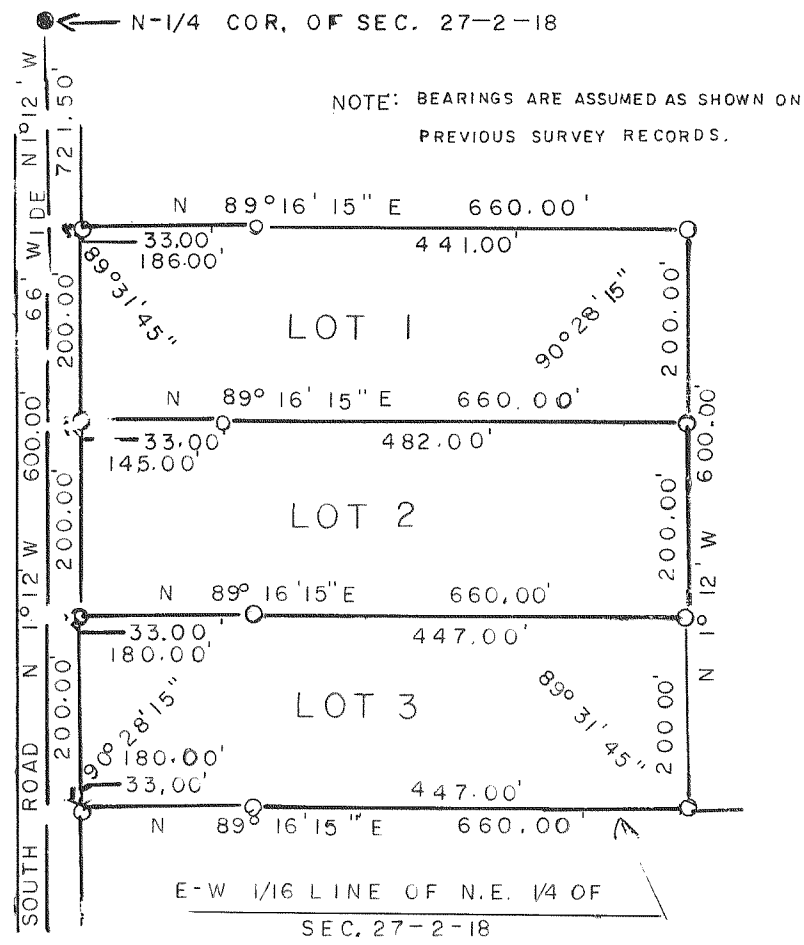 N-1/4 COR. OF SEC. 27-2-18
NOTE: BEARINGS ARE ASSUMED AS SHOWN ON
PREVIOUS SURVEY RECORDS.
N1°12'W
721.50'
66' WIDE
N 89°16'15" E 660.00'
33.00'
186.00'
441.00'
89°31'45"
200.00'
LOT 1
90°28'15"
200.00'
N 89°16'15" E 660.00'
33.00'
145.00'
482.00'
600.00'
200.00'
LOT 2
200.00'
600.00'
N 1°12'W
N 89°16'15" E 660.00'
33.00'
180.00'
447.00'
N 1°12'W
200.00'
90°28'15"
LOT 3
89°31'45"
200.00'
180.00'
33.00'
447.00'
N 89°16'15" E 660.00'
SOUTH ROAD
E-W 1/16 LINE OF N.E. 1/4 OF
SEC. 27-2-18